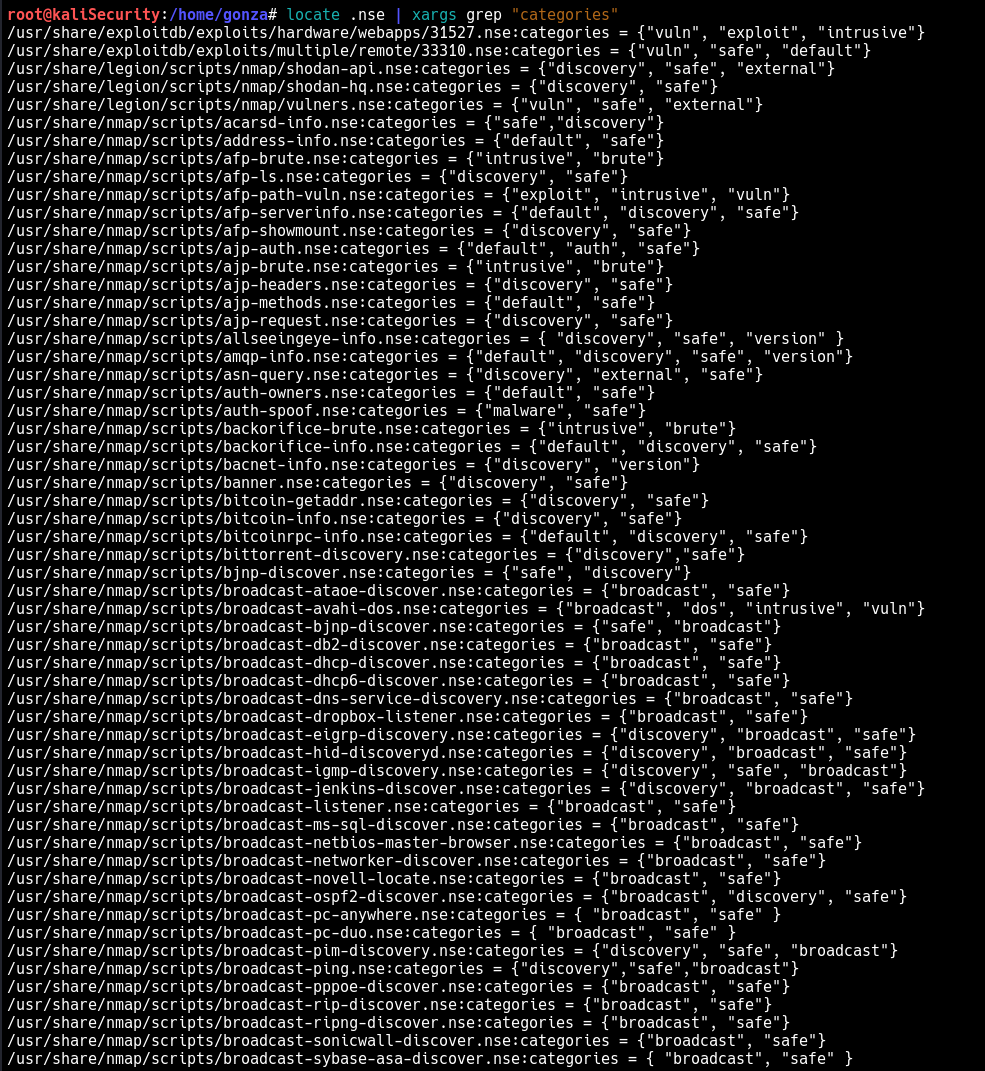 root@kaliSecurity:/home/gonza# locate .nse | xargs grep "categories"
/usr/share/exploitdb/exploits/hardware/webapps/31527.nse:categories = {"vuln", "exploit", "intrusive"}
/usr/share/exploitdb/exploits/multiple/remote/33310.nse:categories = {"vuln", "safe", "default"}
/usr/share/legion/scripts/nmap/shodan-api.nse:categories = {"discovery", "safe", "external"}
/usr/share/legion/scripts/nmap/shodan-hq.nse:categories = {"discovery", "safe"}
/usr/share/legion/scripts/nmap/vulners.nse:categories = {"vuln", "safe", "external"}
/usr/share/nmap/scripts/acarsd-info.nse:categories = {"safe","discovery"}
/usr/share/nmap/scripts/address-info.nse:categories = {"default", "safe"}
/usr/share/nmap/scripts/afp-brute.nse:categories = {"intrusive", "brute"}
/usr/share/nmap/scripts/afp-ls.nse:categories = {"discovery", "safe"}
/usr/share/nmap/scripts/afp-path-vuln.nse:categories = {"exploit", "intrusive", "vuln"}
/usr/share/nmap/scripts/afp-serverinfo.nse:categories = {"default", "discovery", "safe"}
/usr/share/nmap/scripts/afp-showmount.nse:categories = {"discovery", "safe"}
/usr/share/nmap/scripts/ajp-auth.nse:categories = {"default", "auth", "safe"}
/usr/share/nmap/scripts/ajp-brute.nse:categories = {"intrusive", "brute"}
/usr/share/nmap/scripts/ajp-headers.nse:categories = {"discovery", "safe"}
/usr/share/nmap/scripts/ajp-methods.nse:categories = {"default", "safe"}
/usr/share/nmap/scripts/ajp-request.nse:categories = {"discovery", "safe"}
/usr/share/nmap/scripts/allseeingeye-info.nse:categories = { "discovery", "safe", "version" }
/usr/share/nmap/scripts/amqp-info.nse:categories = {"default", "discovery", "safe", "version"}
/usr/share/nmap/scripts/asn-query.nse:categories = {"discovery", "external", "safe"}
/usr/share/nmap/scripts/auth-owners.nse:categories = {"default", "safe"}
/usr/share/nmap/scripts/auth-spoof.nse:categories = {"malware", "safe"}
/usr/share/nmap/scripts/backorifice-brute.nse:categories = {"intrusive", "brute"}
/usr/share/nmap/scripts/backorifice-info.nse:categories = {"default", "discovery", "safe"}
/usr/share/nmap/scripts/bacnet-info.nse:categories = {"discovery", "version"}
/usr/share/nmap/scripts/banner.nse:categories = {"discovery", "safe"}
/usr/share/nmap/scripts/bitcoin-getaddr.nse:categories = {"discovery", "safe"}
/usr/share/nmap/scripts/bitcoin-info.nse:categories = {"discovery", "safe"}
/usr/share/nmap/scripts/bitcoinrpc-info.nse:categories = {"default", "discovery", "safe"}
/usr/share/nmap/scripts/bittorrent-discovery.nse:categories = {"discovery","safe"}
/usr/share/nmap/scripts/bjnp-discover.nse:categories = {"safe", "discovery"}
/usr/share/nmap/scripts/broadcast-ataoe-discover.nse:categories = {"broadcast", "safe"}
/usr/share/nmap/scripts/broadcast-avahi-dos.nse:categories = {"broadcast", "dos", "intrusive", "vuln"}
/usr/share/nmap/scripts/broadcast-bjnp-discover.nse:categories = {"safe", "broadcast"}
/usr/share/nmap/scripts/broadcast-db2-discover.nse:categories = {"broadcast", "safe"}
/usr/share/nmap/scripts/broadcast-dhcp-discover.nse:categories = {"broadcast", "safe"}
/usr/share/nmap/scripts/broadcast-dhcp6-discover.nse:categories = {"broadcast", "safe"}
/usr/share/nmap/scripts/broadcast-dns-service-discovery.nse:categories = {"broadcast", "safe"}
/usr/share/nmap/scripts/broadcast-dropbox-listener.nse:categories = {"broadcast", "safe"}
/usr/share/nmap/scripts/broadcast-eigrp-discovery.nse:categories = {"discovery", "broadcast", "safe"}
/usr/share/nmap/scripts/broadcast-hid-discoveryd.nse:categories = {"discovery", "broadcast", "safe"}
/usr/share/nmap/scripts/broadcast-igmp-discovery.nse:categories = {"discovery", "safe", "broadcast"}
/usr/share/nmap/scripts/broadcast-jenkins-discover.nse:categories = {"discovery", "broadcast", "safe"}
/usr/share/nmap/scripts/broadcast-listener.nse:categories = {"broadcast", "safe"}
/usr/share/nmap/scripts/broadcast-ms-sql-discover.nse:categories = {"broadcast", "safe"}
/usr/share/nmap/scripts/broadcast-netbios-master-browser.nse:categories = {"broadcast", "safe"}
/usr/share/nmap/scripts/broadcast-networker-discover.nse:categories = {"broadcast", "safe"}
/usr/share/nmap/scripts/broadcast-novell-locate.nse:categories = {"broadcast", "safe"}
/usr/share/nmap/scripts/broadcast-ospf2-discover.nse:categories = {"broadcast", "discovery", "safe"}
/usr/share/nmap/scripts/broadcast-pc-anywhere.nse:categories = { "broadcast", "safe" }
/usr/share/nmap/scripts/broadcast-pc-duo.nse:categories = { "broadcast", "safe" }
/usr/share/nmap/scripts/broadcast-pim-discovery.nse:categories = {"discovery", "safe", "broadcast"}
/usr/share/nmap/scripts/broadcast-ping.nse:categories = {"discovery","safe","broadcast"}
/usr/share/nmap/scripts/broadcast-pppoe-discover.nse:categories = {"broadcast", "safe"}
/usr/share/nmap/scripts/broadcast-rip-discover.nse:categories = {"broadcast", "safe"}
/usr/share/nmap/scripts/broadcast-ripng-discover.nse:categories = {"broadcast", "safe"}
/usr/share/nmap/scripts/broadcast-sonicwall-discover.nse:categories = {"broadcast", "safe"}
/usr/share/nmap/scripts/broadcast-sybase-asa-discover.nse:categories = { "broadcast", "safe" }